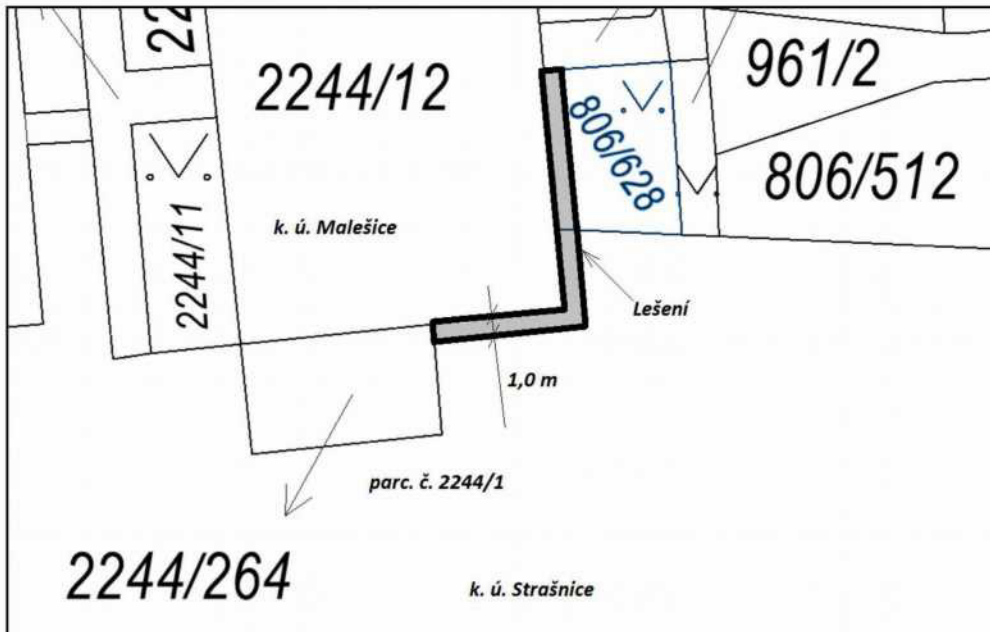 22
2244/12
961/2
806/628
806/512
2244/11
k. ú. Malešice
Lešení
1,0 m
parc. č. 2244/1
2244/264
k. ú. Strašnice